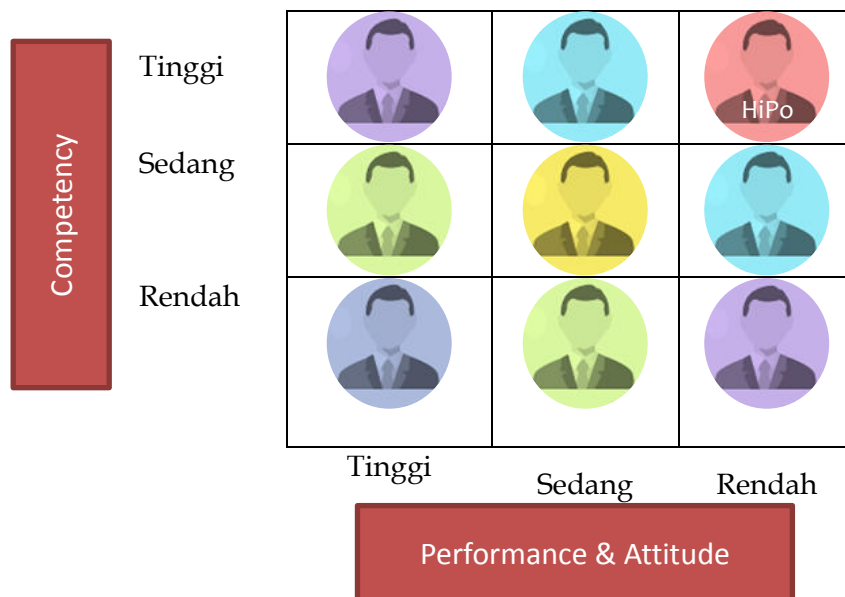 Tinggi
HiPo
Sedang
Competency
Rendah
Tinggi
Sedang
Rendah
Performance & Attitude